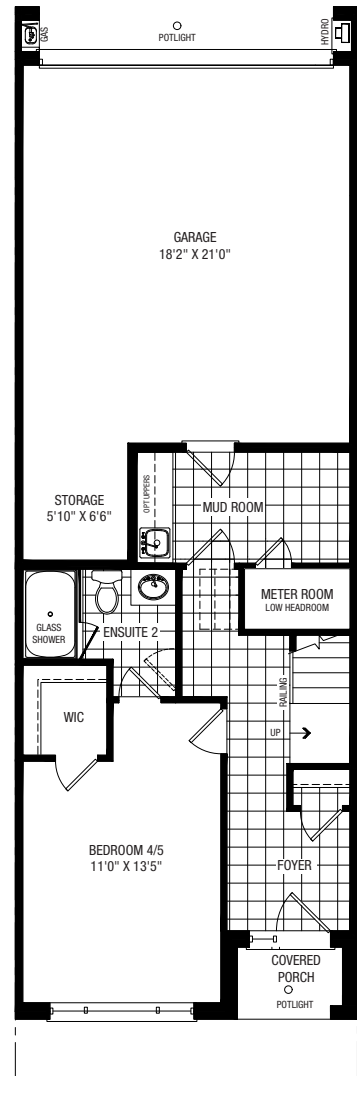 GAS
POTLIGHT
HYDRO
GARAGE
18'2" X 21'0"
STORAGE
5'10" X 6'6"
OPT UPPERS
MUD ROOM
METER ROOM
LOW HEADROOM
GLASS
SHOWER
ENSUITE 2
WIC
RAILING
UP
BEDROOM 4/5
11'0" X 13'5"
FOYER
COVERED
PORCH
POTLIGHT